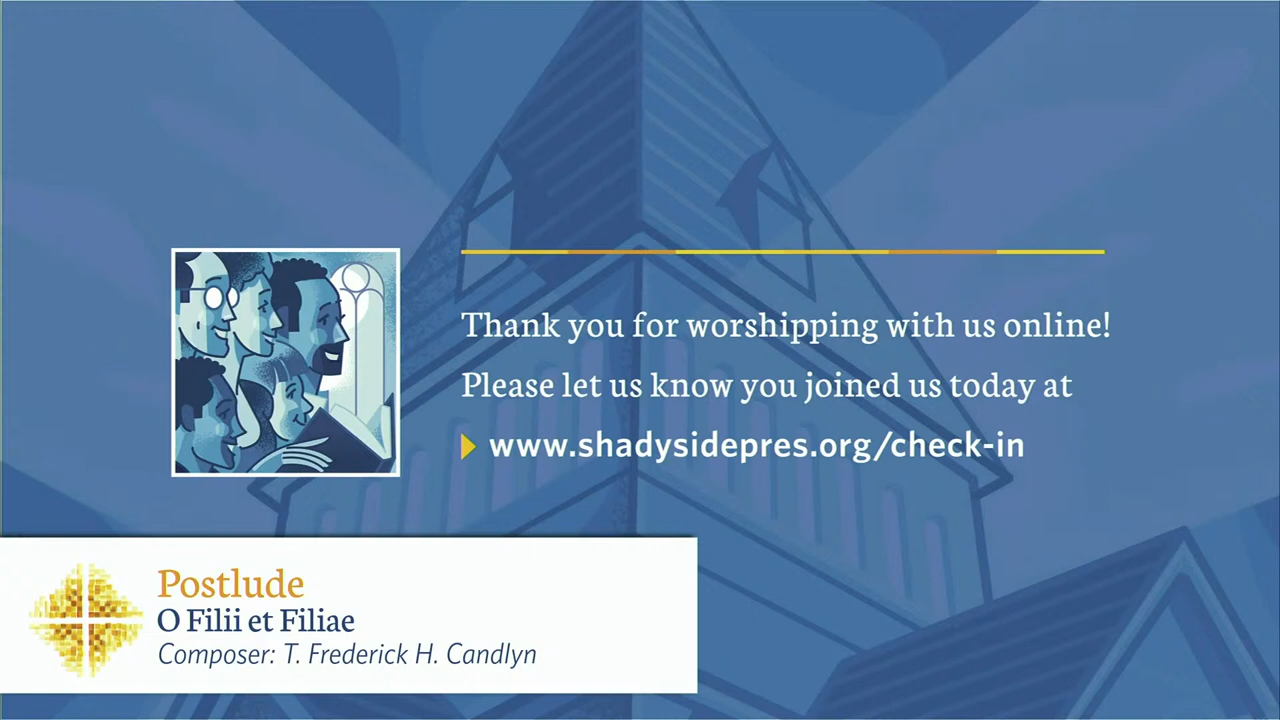 Thank you for worshipping with us online!
Please let us know you joined us today at
www.shadysidepres.org/check-in
Postlude
O Filii et Filiae
Composer: T. Frederick H. Candlyn